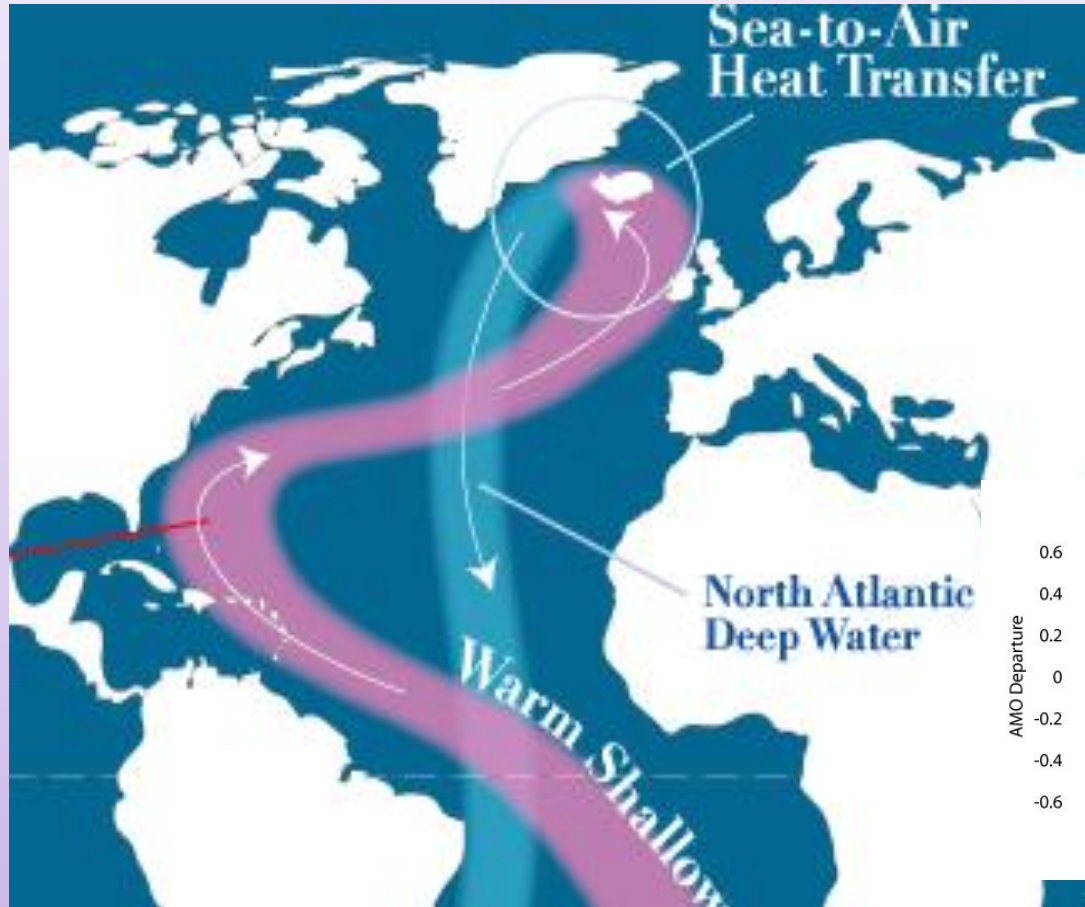 Sea-to-Air
Heat Transfer
North Atlantic
Deep Water
Warm Shallow
AMO Departure
0.6
0.4
0.2
0
-0.2
-0.4
-0.6